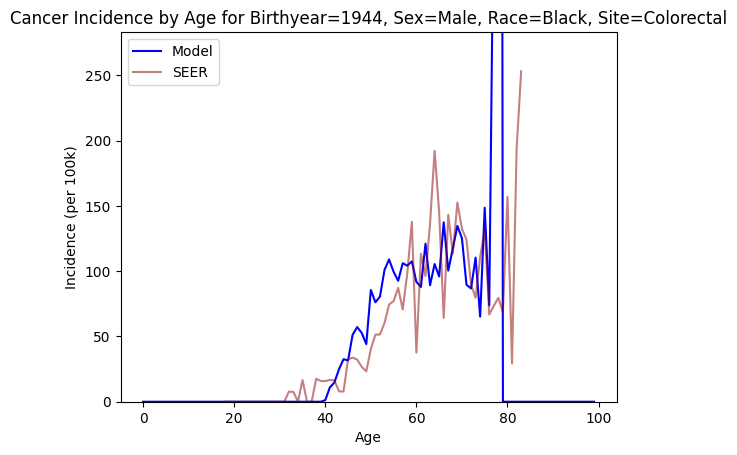 Cancer Incidence by Age for Birthyear=1944, Sex=Male, Race=Black, Site=Colorectal
Model
SEER
250
200
150
100
50
0
Incidence (per 100k)
0 20 40 60 80 100
Age